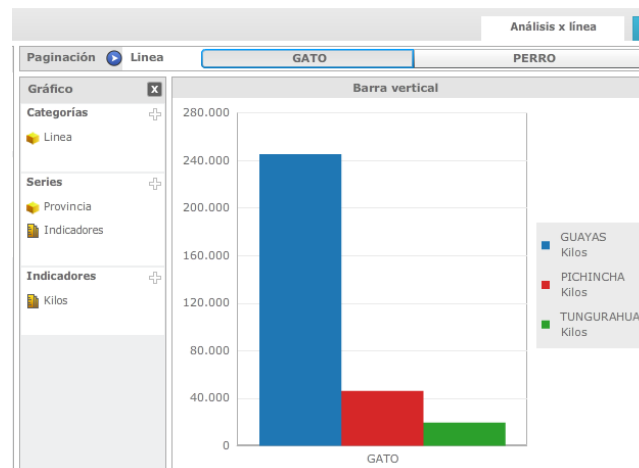 Análisis x línea
Paginación Linea GATO PERRO
Gráfico X
Categorías
Linea
Series
Provincia
Indicadores
Indicadores
Kilos
Barra vertical
280.000
240.000
200.000
160.000
120.000
80.000
40.000
0
GATO
GUAYAS
Kilos
PICHINCHA
Kilos
TUNGURAHUA
Kilos